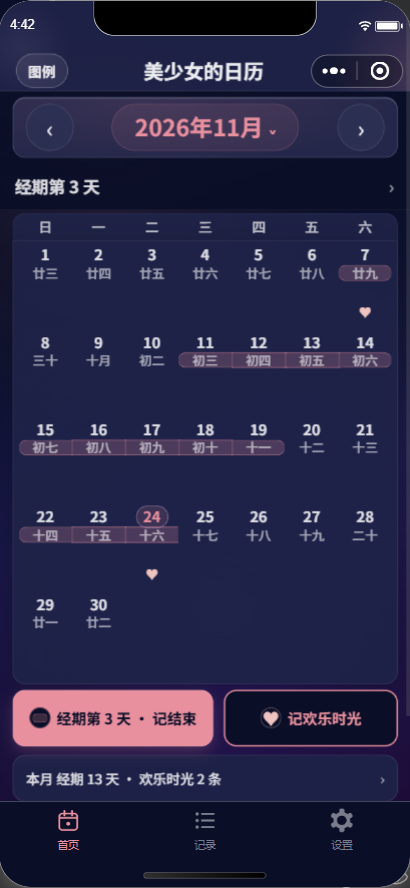 4:42
图例 美少女的日历
‹ 2026年11月 ⌄ ›
经期第 3 天 ›
日 一 二 三 四 五 六
1 2 3 4 5 6 7
廿三 廿四 廿五 廿六 廿七 廿八 廿九
8 9 10 11 12 13 14
三十 十月 初二 初三 初四 初五 初六
15 16 17 18 19 20 21
初七 初八 初九 初十 十一 十二 十三
22 23 24 25 26 27 28
十四 十五 十六 十七 十八 十九 二十
29 30
廿一 廿二
经期第 3 天 · 记结束 记欢乐时光
本月 经期 13 天 · 欢乐时光 2 条 ›
首页 记录 设置